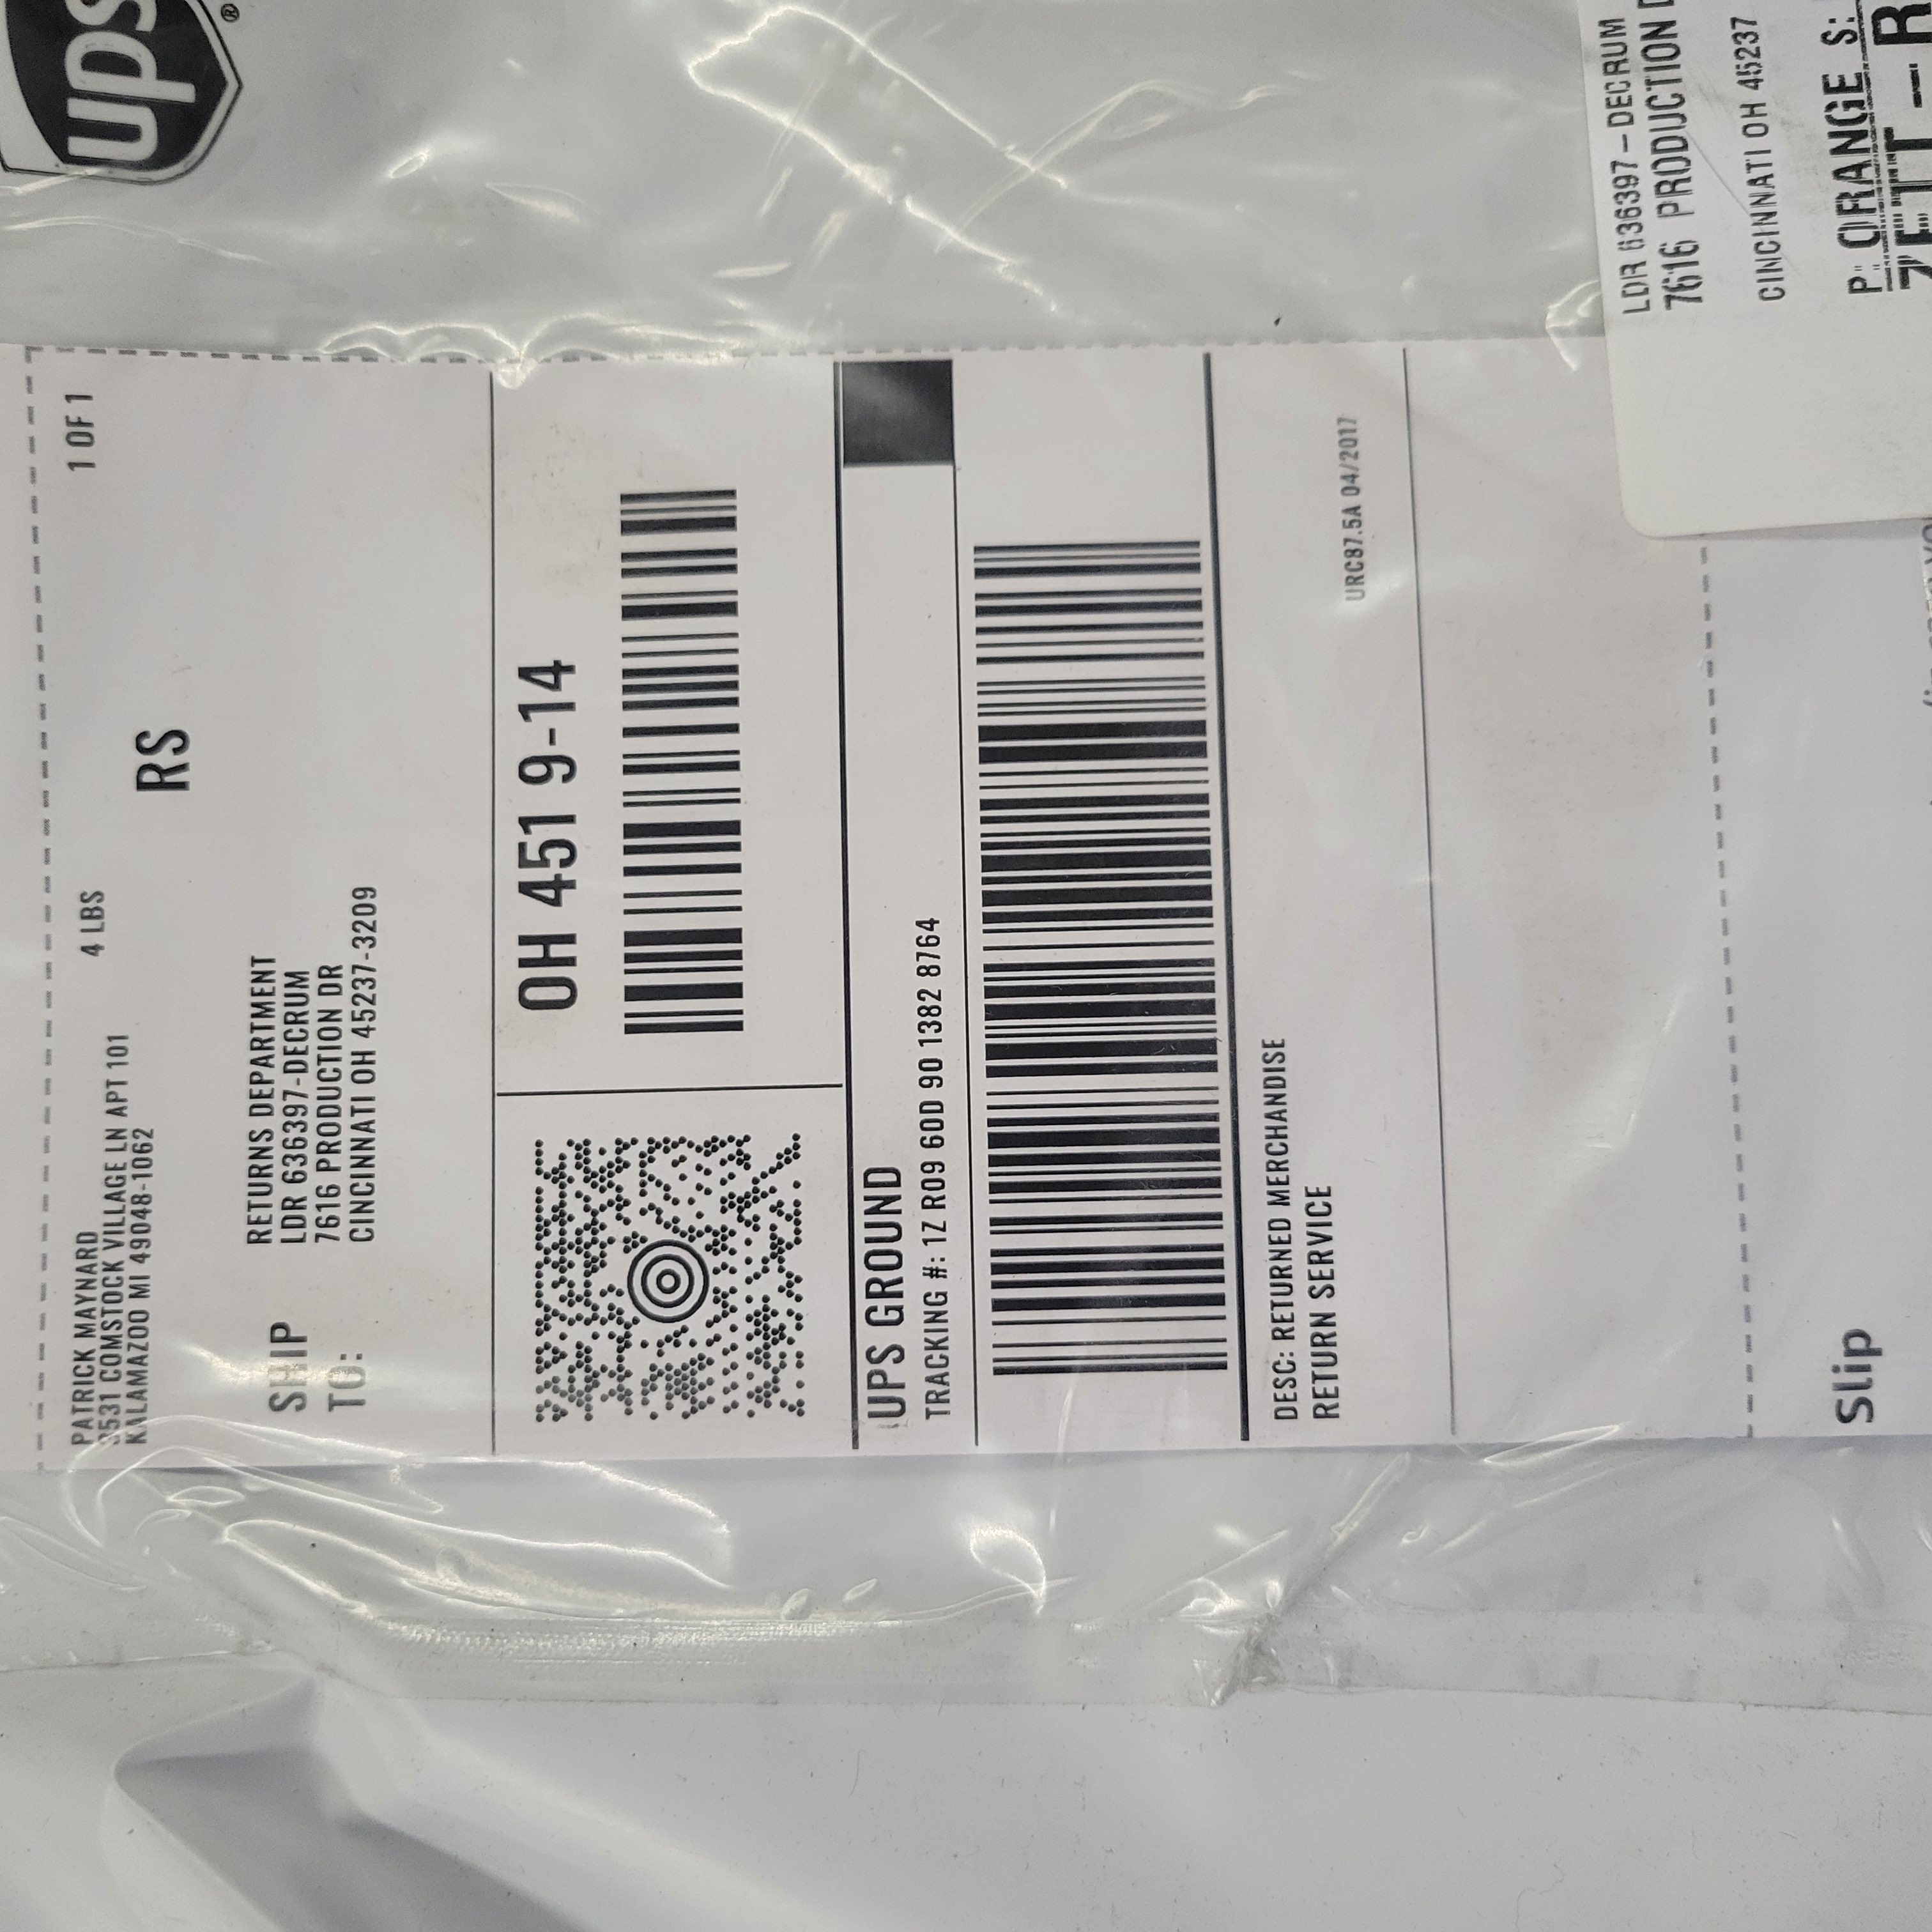 ups®
PATRICK MAYNARD
3531 COMSTOCK VILLAGE LN APT 101
KALAMAZOO MI 49048-1062
4 LBS
1 OF 1
RS
SHIP
TO:
RETURNS DEPARTMENT
LDR 636397-DECRUM
7616 PRODUCTION DR
CINCINNATI OH 45237-3209
OH 451 9-14
UPS GROUND
TRACKING #: 1Z R09 60D 90 1382 8764
DESC: RETURNED MERCHANDISE
RETURN SERVICE
URC87.5A 04/2017
Slip
LDR 636397-DECRUM
7616 PRODUCTION
CINCINNATI OH 45237
P: ORANGE S: